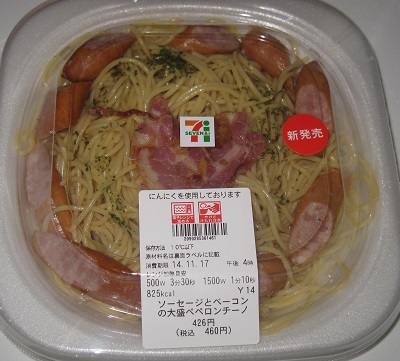 7
SEVEN&i
新発売
にんにくを使用しております
2090265361461
保存方法 10℃以下
原材料名は裏面ラベルに記載
消費期限 14.11.17 午後 4時
レンジ加熱目安
500W 3分30秒 1500W 1分10秒
825kcal ¥14
ソーセージとベーコン
の大盛ペペロンチーノ
426円
(税込 460円)